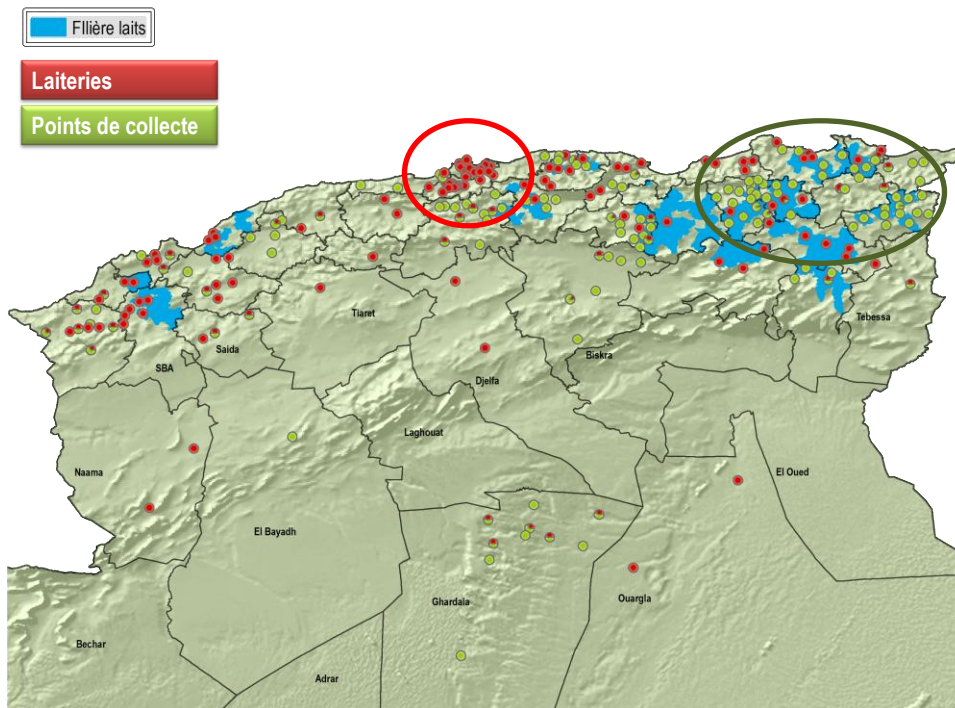 FIlière laits
Laiteries
Points de collecte
Tiaret
Tebessa
Saida
Biskra
SBA
Djelfa
Laghouat
Naama
El Oued
El Bayadh
Ghardaia
Ouargla
Bechar
Adrar